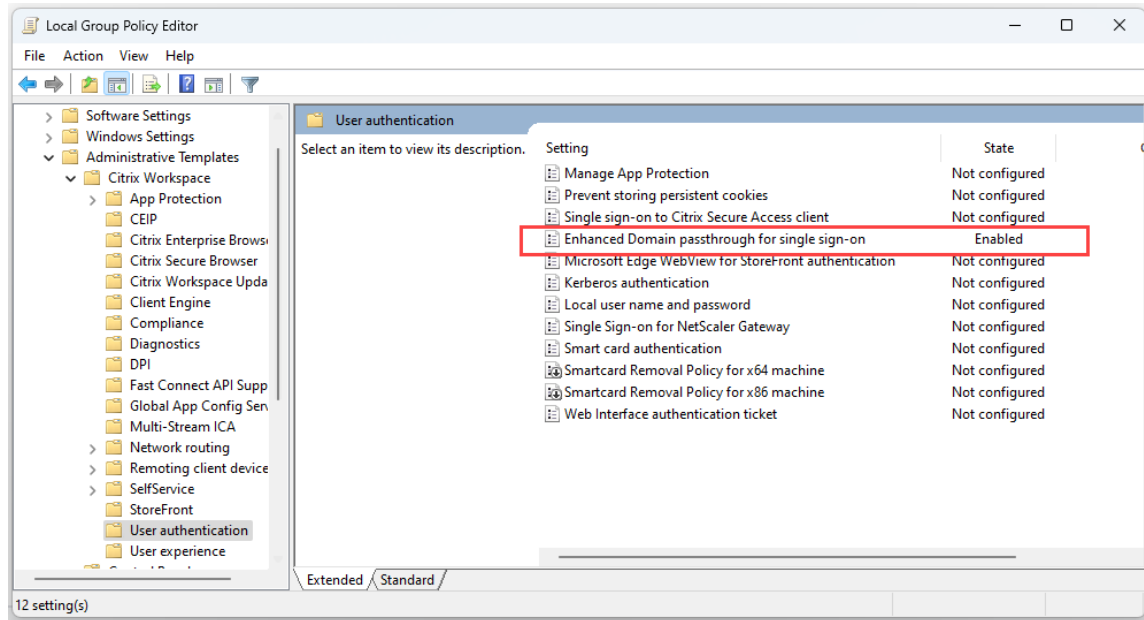 Local Group Policy Editor
File Action View Help
Software Settings
Windows Settings
Administrative Templates
Citrix Workspace
App Protection
CEIP
Citrix Enterprise Brows
Citrix Secure Browser
Citrix Workspace Upda
Client Engine
Compliance
Diagnostics
DPI
Fast Connect API Supp
Global App Config Serv
Multi-Stream ICA
Network routing
Remoting client device
SelfService
StoreFront
User authentication
User experience
User authentication
Select an item to view its description.
Setting State
Manage App Protection Not configured
Prevent storing persistent cookies Not configured
Single sign-on to Citrix Secure Access client Not configured
Enhanced Domain passthrough for single sign-on Enabled
Microsoft Edge WebView for StoreFront authentication Not configured
Kerberos authentication Not configured
Local user name and password Not configured
Single Sign-on for NetScaler Gateway Not configured
Smart card authentication Not configured
Smartcard Removal Policy for x64 machine Not configured
Smartcard Removal Policy for x86 machine Not configured
Web Interface authentication ticket Not configured
Extended Standard
12 setting(s)